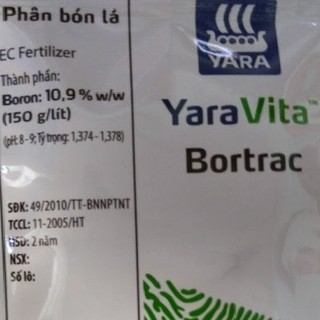 Phân bón lá
EC Fertilizer
Thành phần:
Boron: 10,9 % w/w
(150 g/lít)
(pH: 8 - 9; Tỷ trọng: 1,374 - 1,378)
SĐK: 49/2010/TT-BNNPTNT
TCCL: 11-2005/HT
HSD: 2 năm
NSX:
Số lô:
YARA
YaraVita™
Bortrac